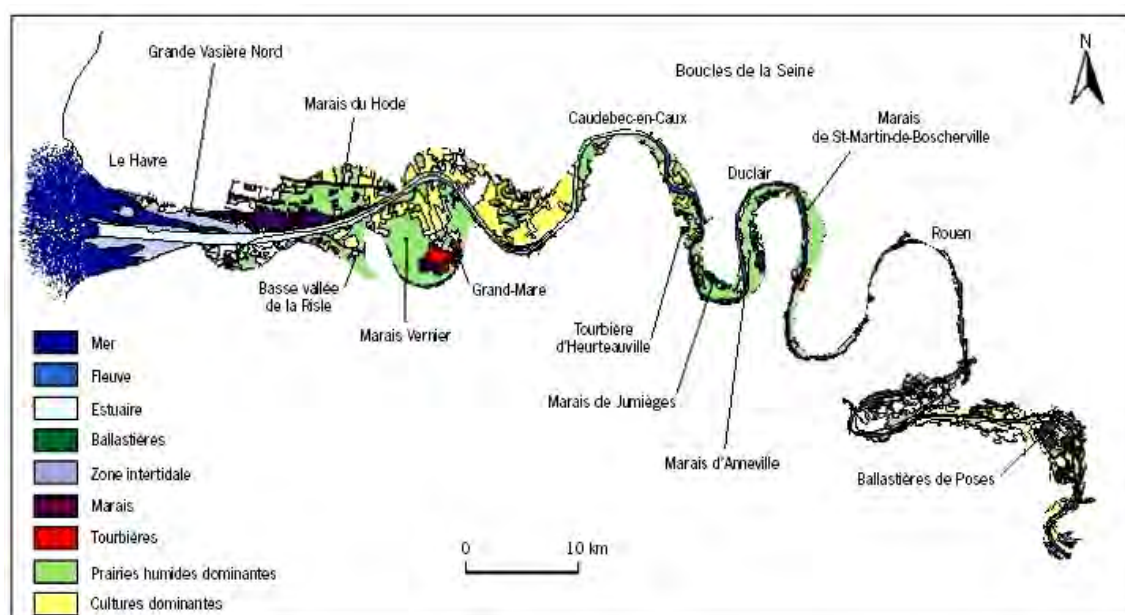 N
Grande Vasière Nord
Boucles de la Seine
Marais du Hode
Caudebec-en-Caux
Marais
de St-Martin-de-Boscherville
Le Havre
Duclair
Rouen
Basse vallée
de la Risle
Grand-Mare
Marais Vernier
Tourbière
d'Heurteauville
Marais de Jumièges
Marais d'Anneville
Ballastières de Poses
Mer
Fleuve
Estuaire
Ballastières
Zone intertidale
Marais
Tourbières
Prairies humides dominantes
Cultures dominantes
0 10 km